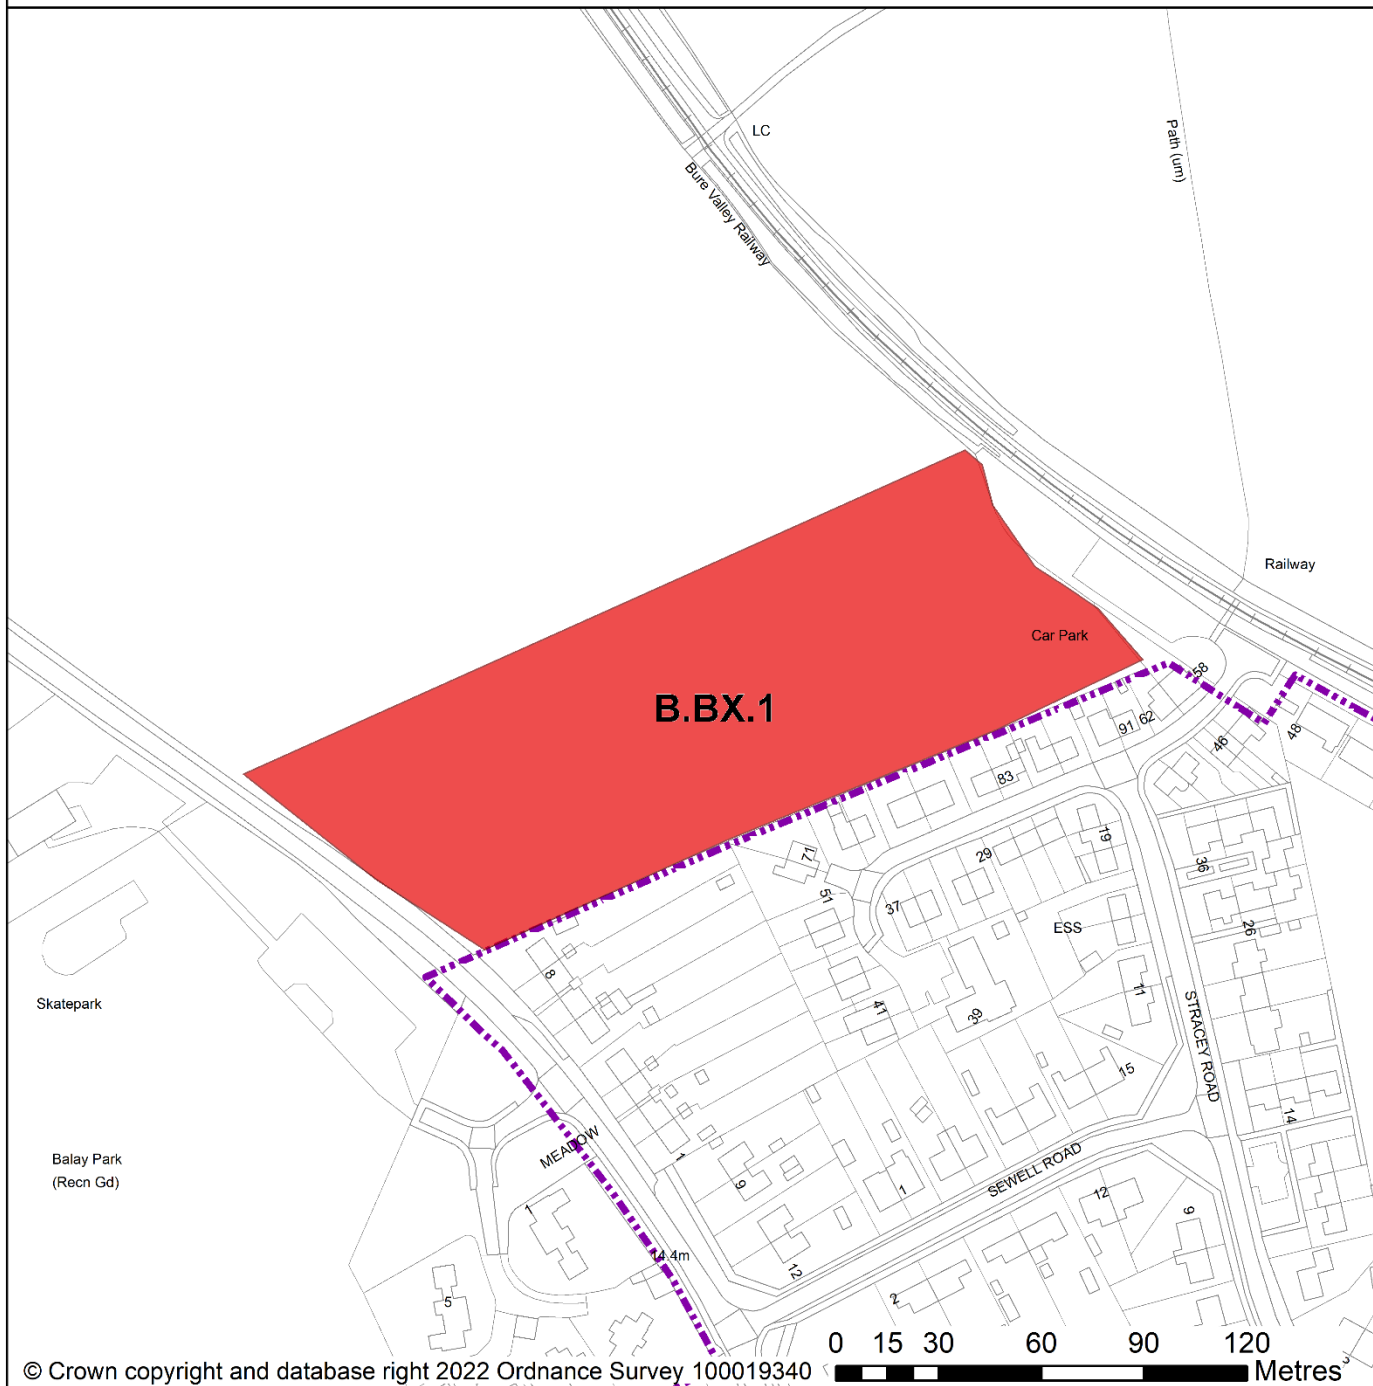 LC
Path (um)
Bure Valley Railway
Railway
Car Park
58
B.BX.1
91
62
46
48
83
71
29
19
36
51
37
26
ESS
8
11
Skatepark
41
39
STRACEY ROAD
15
14
MEADOW
Balay Park
(Recn Gd)
1
9
1
SEWELL ROAD
12
9
1
14.4m
12
5
2
0 15 30 60 90 120
Metres
© Crown copyright and database right 2022 Ordnance Survey 100019340